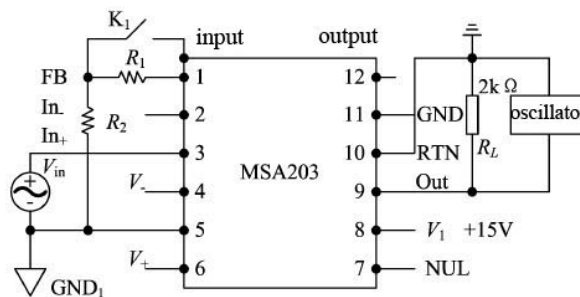 K1
input
output
FB
R1
1
12
In-
2
2k Ω
11
GND
oscillator
In+
R2
3
10
RTN
RL
Vin
MSA203
V-
4
9
Out
5
8
V1 +15V
V+
6
7
NUL
GND1